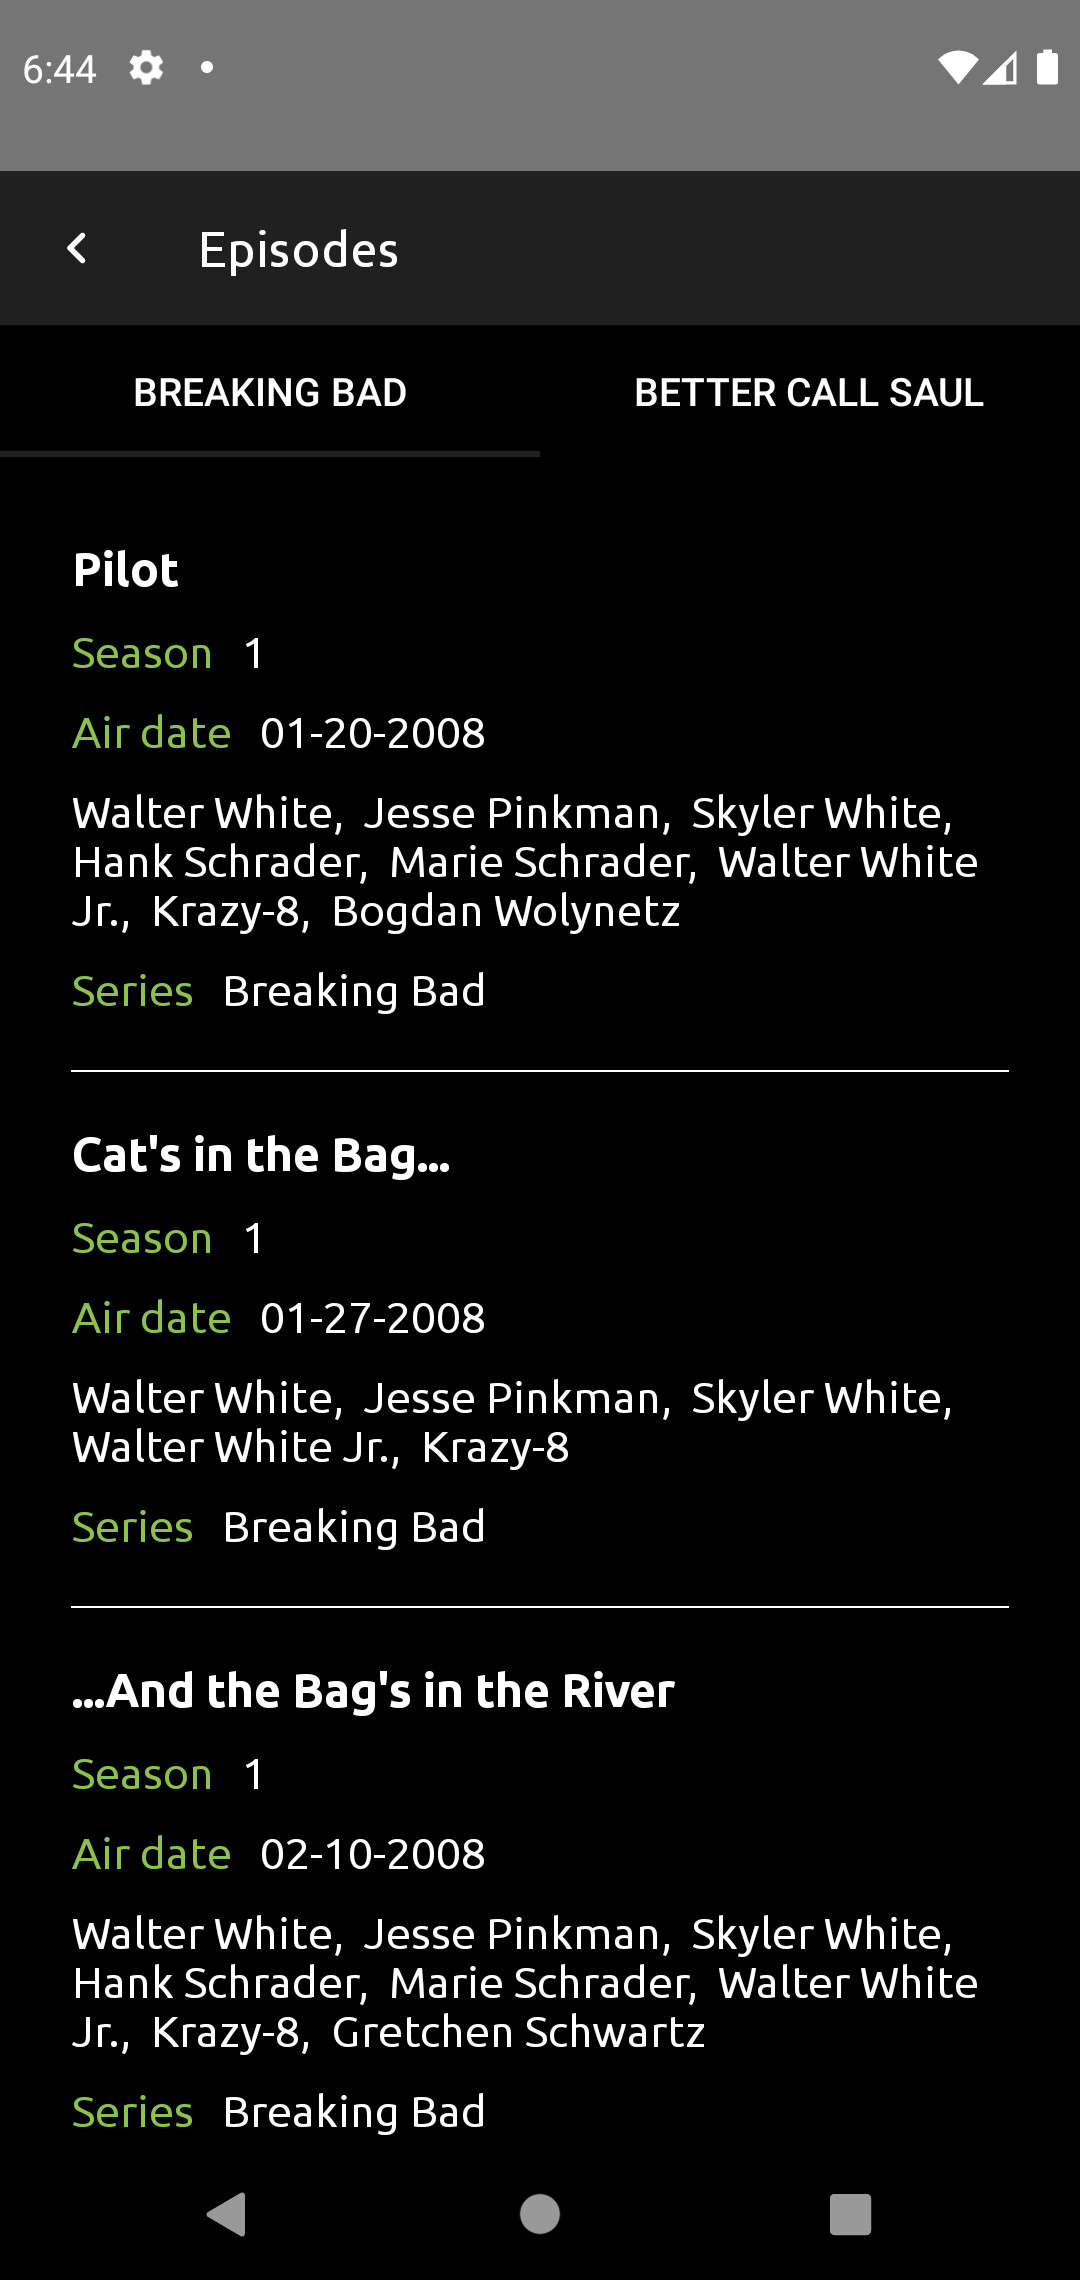 6:44
Episodes
BREAKING BAD
BETTER CALL SAUL
Pilot
Season 1
Air date 01-20-2008
Walter White, Jesse Pinkman, Skyler White,
Hank Schrader, Marie Schrader, Walter White
Jr., Krazy-8, Bogdan Wolynetz
Series Breaking Bad
Cat's in the Bag...
Season 1
Air date 01-27-2008
Walter White, Jesse Pinkman, Skyler White,
Walter White Jr., Krazy-8
Series Breaking Bad
...And the Bag's in the River
Season 1
Air date 02-10-2008
Walter White, Jesse Pinkman, Skyler White,
Hank Schrader, Marie Schrader, Walter White
Jr., Krazy-8, Gretchen Schwartz
Series Breaking Bad